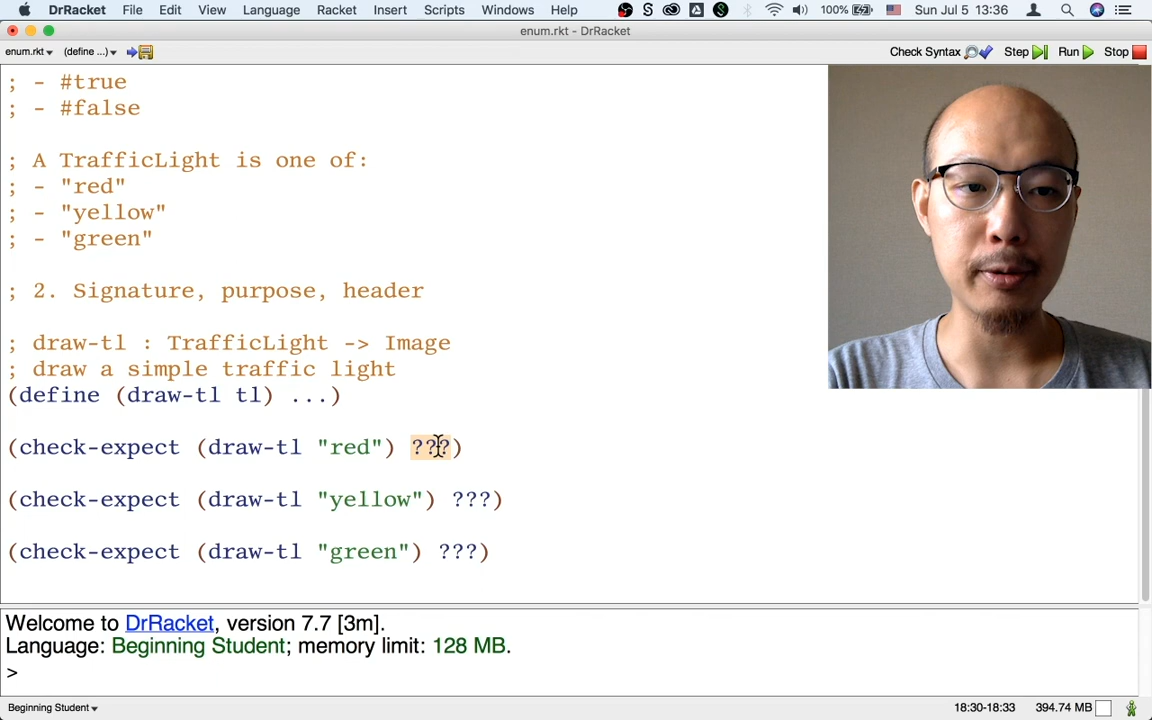 DrRacket File Edit View Language Racket Insert Scripts Windows Help 100% Sun Jul 5 13:36
enum.rkt - DrRacket
enum.rkt (define ...) Check Syntax Step Run Stop
; - #true
; - #false
; A TrafficLight is one of:
; - "red"
; - "yellow"
; - "green"
; 2. Signature, purpose, header
; draw-tl : TrafficLight -> Image
; draw a simple traffic light
(define (draw-tl tl) ...)
(check-expect (draw-tl "red") ???)
(check-expect (draw-tl "yellow") ???)
(check-expect (draw-tl "green") ???)
Welcome to DrRacket, version 7.7 [3m].
Language: Beginning Student; memory limit: 128 MB.
>
Beginning Student 18:30-18:33 394.74 MB